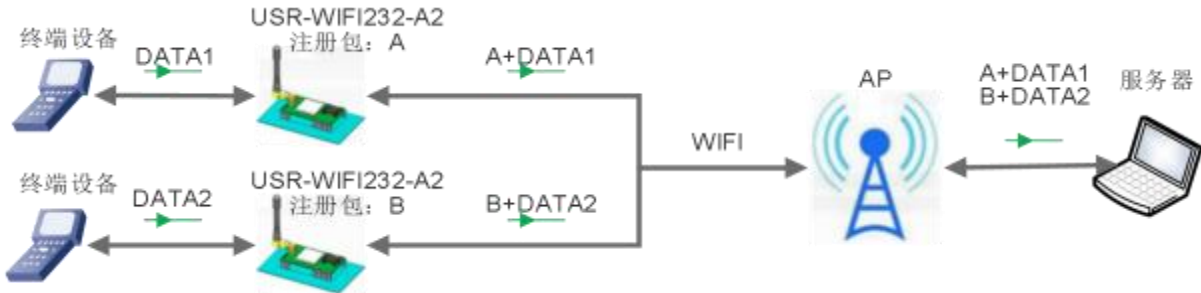 USR-WIFI232-A2
终端设备
注册包：A
DATA1
A+DATA1
AP
A+DATA1
B+DATA2
服务器
WIFI
终端设备
USR-WIFI232-A2
DATA2
注册包：B
B+DATA2